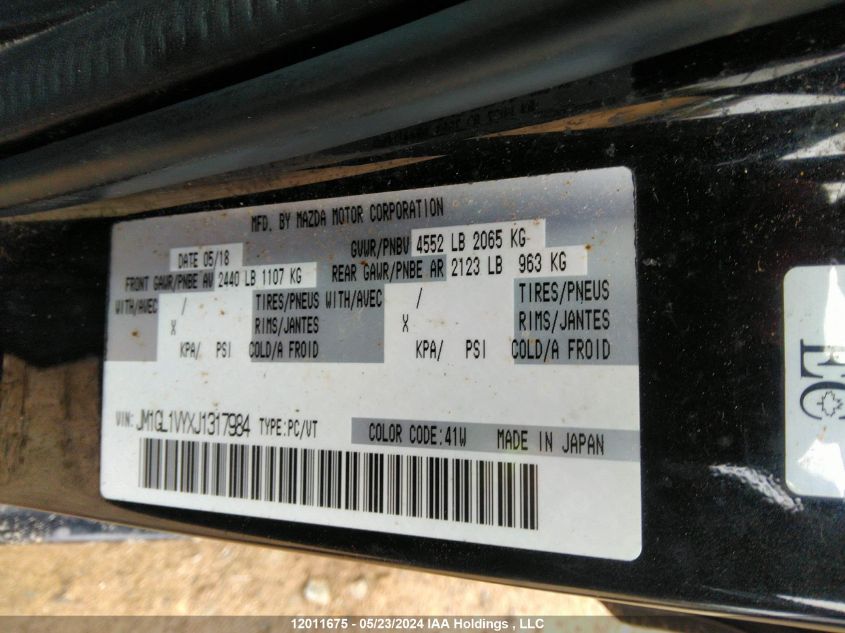 MFD. BY MAZDA MOTOR CORPORATION
DATE 05/18 GVWR/PNBV 4552 LB 2065 KG
FRONT GAWR/PNBE AV 2440 LB 1107 KG REAR GAWR/PNBE AR 2123 LB 963 KG
WITH/AVEC / TIRES/PNEUS WITH/AVEC / TIRES/PNEUS
X RIMS/JANTES X RIMS/JANTES
KPA/ PSI COLD/A FROID KPA/ PSI COLD/A FROID
VIN: JM1GL1VYXJ1317984 TYPE:PC/VT COLOR CODE:41W MADE IN JAPAN
EC
12011675 - 05/23/2024 IAA Holdings , LLC